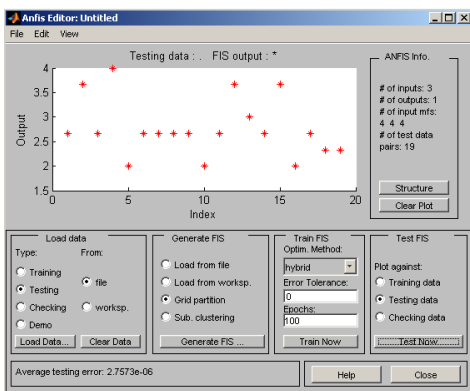 Anfis Editor: Untitled
File Edit View
Testing data : . FIS output : *
4
3.5
3
2.5
2
1.5
Output
0 5 10 15 20
Index
ANFIS Info.
# of inputs: 3
# of outputs: 1
# of input mfs:
4 4 4
# of test data
pairs: 19
Structure
Clear Plot
Load data
Type: From:
Training
Testing
Checking
Demo
file
worksp.
Load Data... Clear Data
Generate FIS
Load from file
Load from worksp.
Grid partition
Sub. clustering
Generate FIS ...
Train FIS
Optim. Method:
hybrid
Error Tolerance:
0
Epochs:
100
Train Now
Test FIS
Plot against:
Training data
Testing data
Checking data
Test Now
Average testing error: 2.7573e-06
Help Close